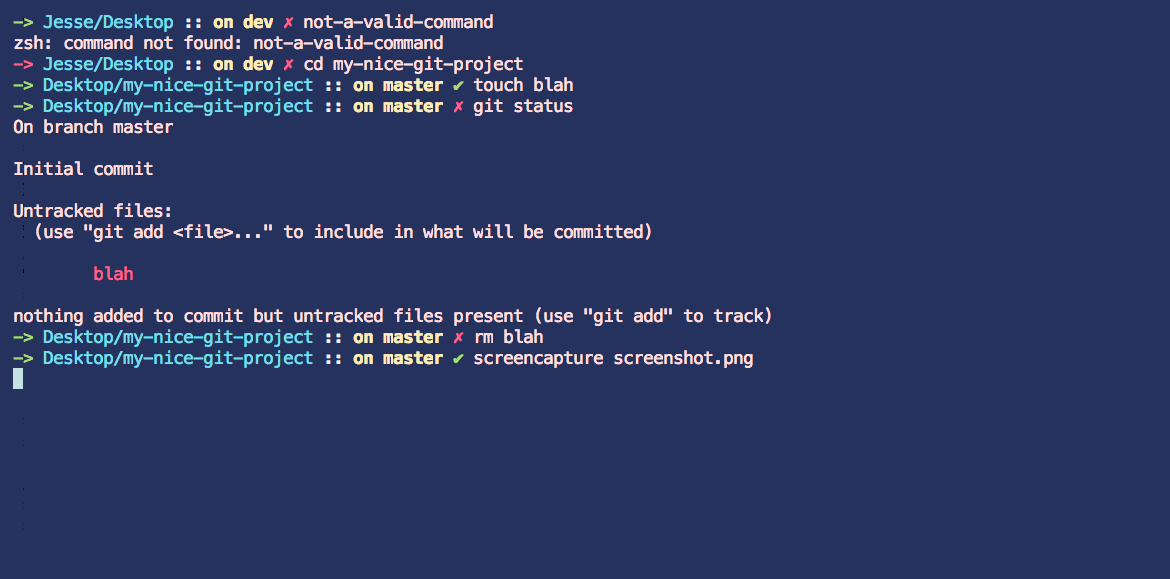 -> Jesse/Desktop :: on dev ✗ not-a-valid-command
zsh: command not found: not-a-valid-command
-> Jesse/Desktop :: on dev ✗ cd my-nice-git-project
-> Desktop/my-nice-git-project :: on master ✔ touch blah
-> Desktop/my-nice-git-project :: on master ✗ git status
On branch master
Initial commit
Untracked files:
(use "git add <file>..." to include in what will be committed)
blah
nothing added to commit but untracked files present (use "git add" to track)
-> Desktop/my-nice-git-project :: on master ✗ rm blah
-> Desktop/my-nice-git-project :: on master ✔ screencapture screenshot.png